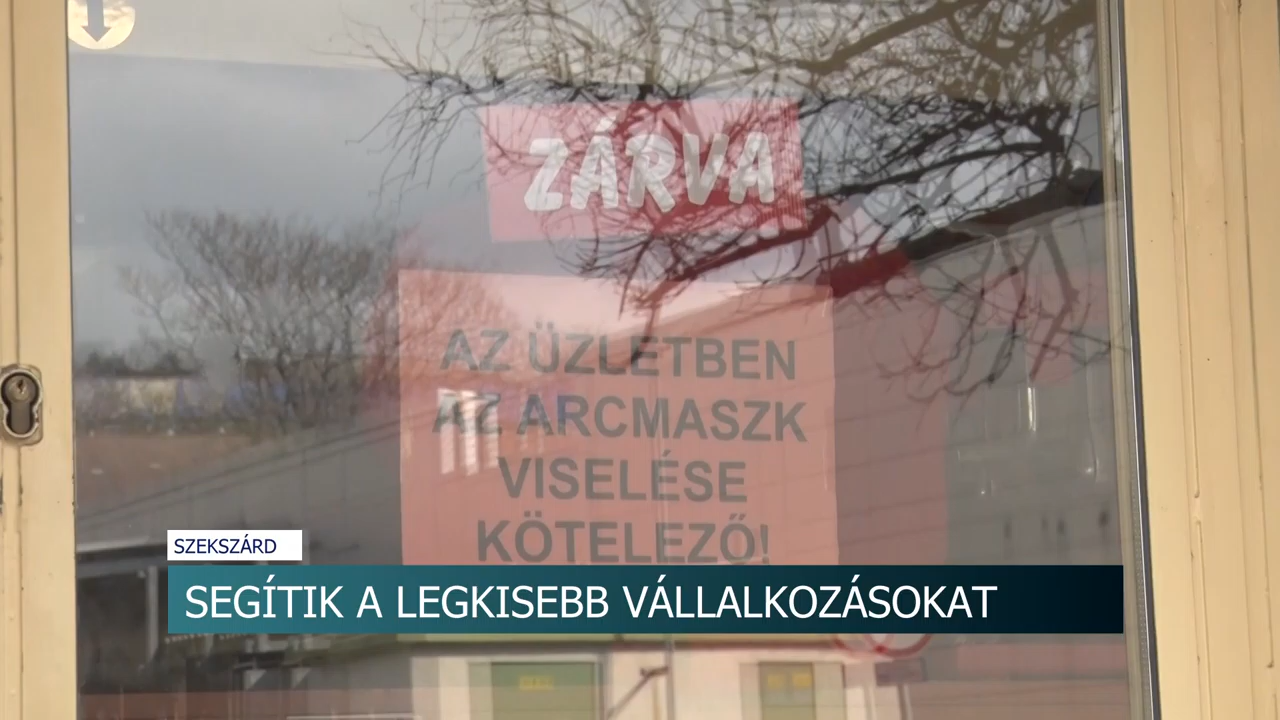 ZÁRVA
AZ ÜZLETBEN
AZ ARCMASZK
VISELÉSE
KÖTELEZŐ!
SZEKSZÁRD
SEGÍTIK A LEGKISEBB VÁLLALKOZÁSOKAT